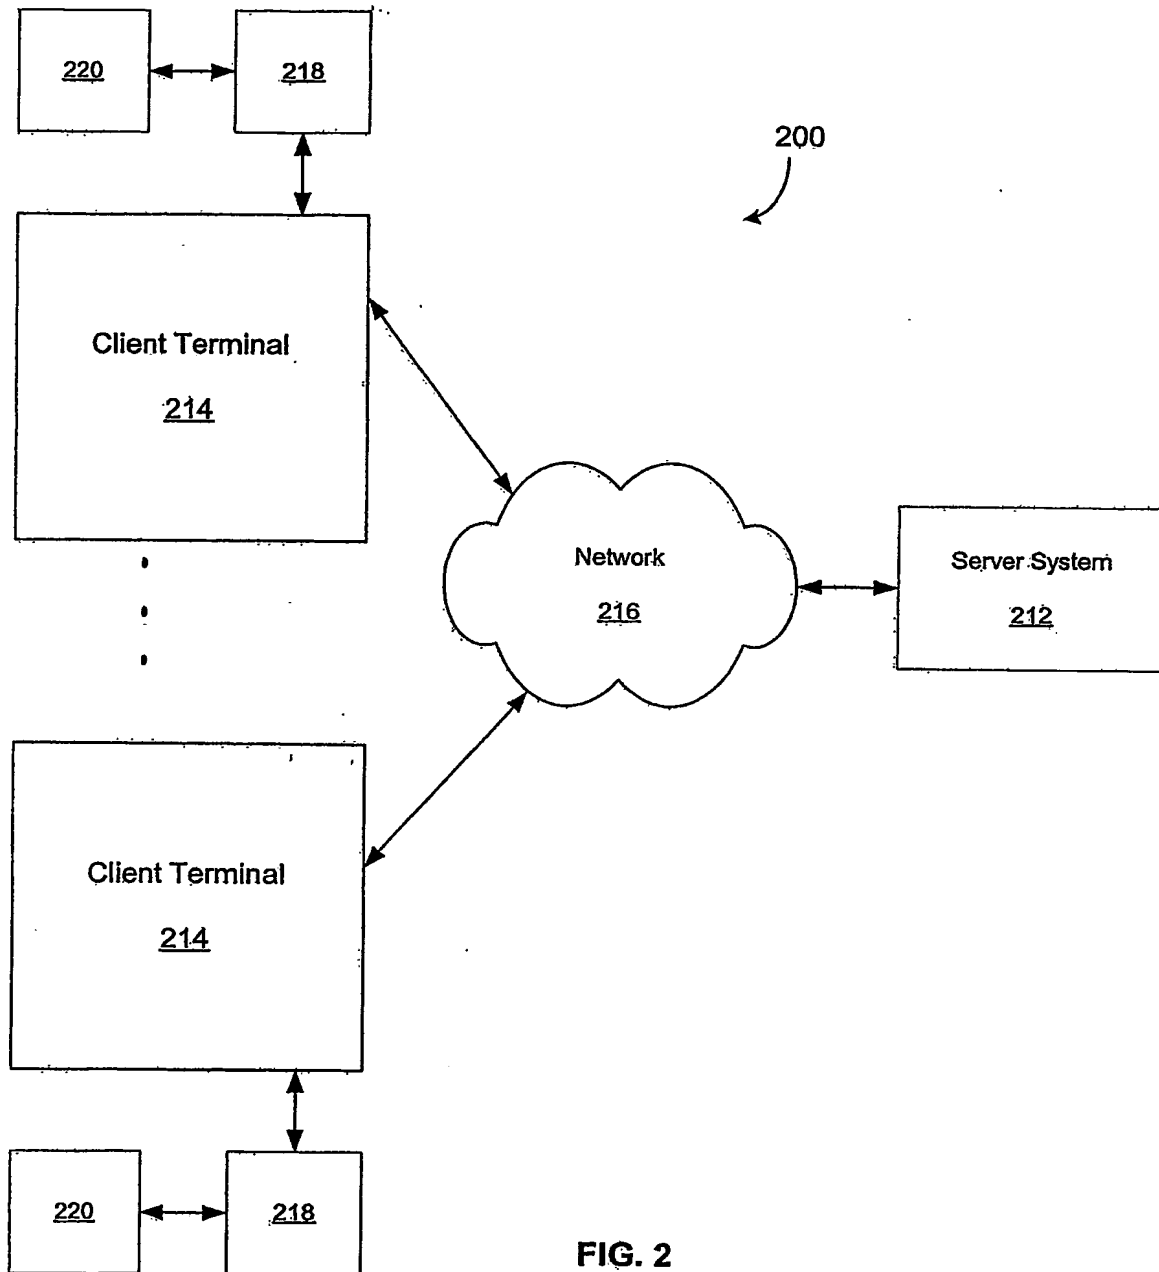 220
218
200
Client Terminal
214
Network
216
Server System
212
Client Terminal
214
220
218
FIG. 2